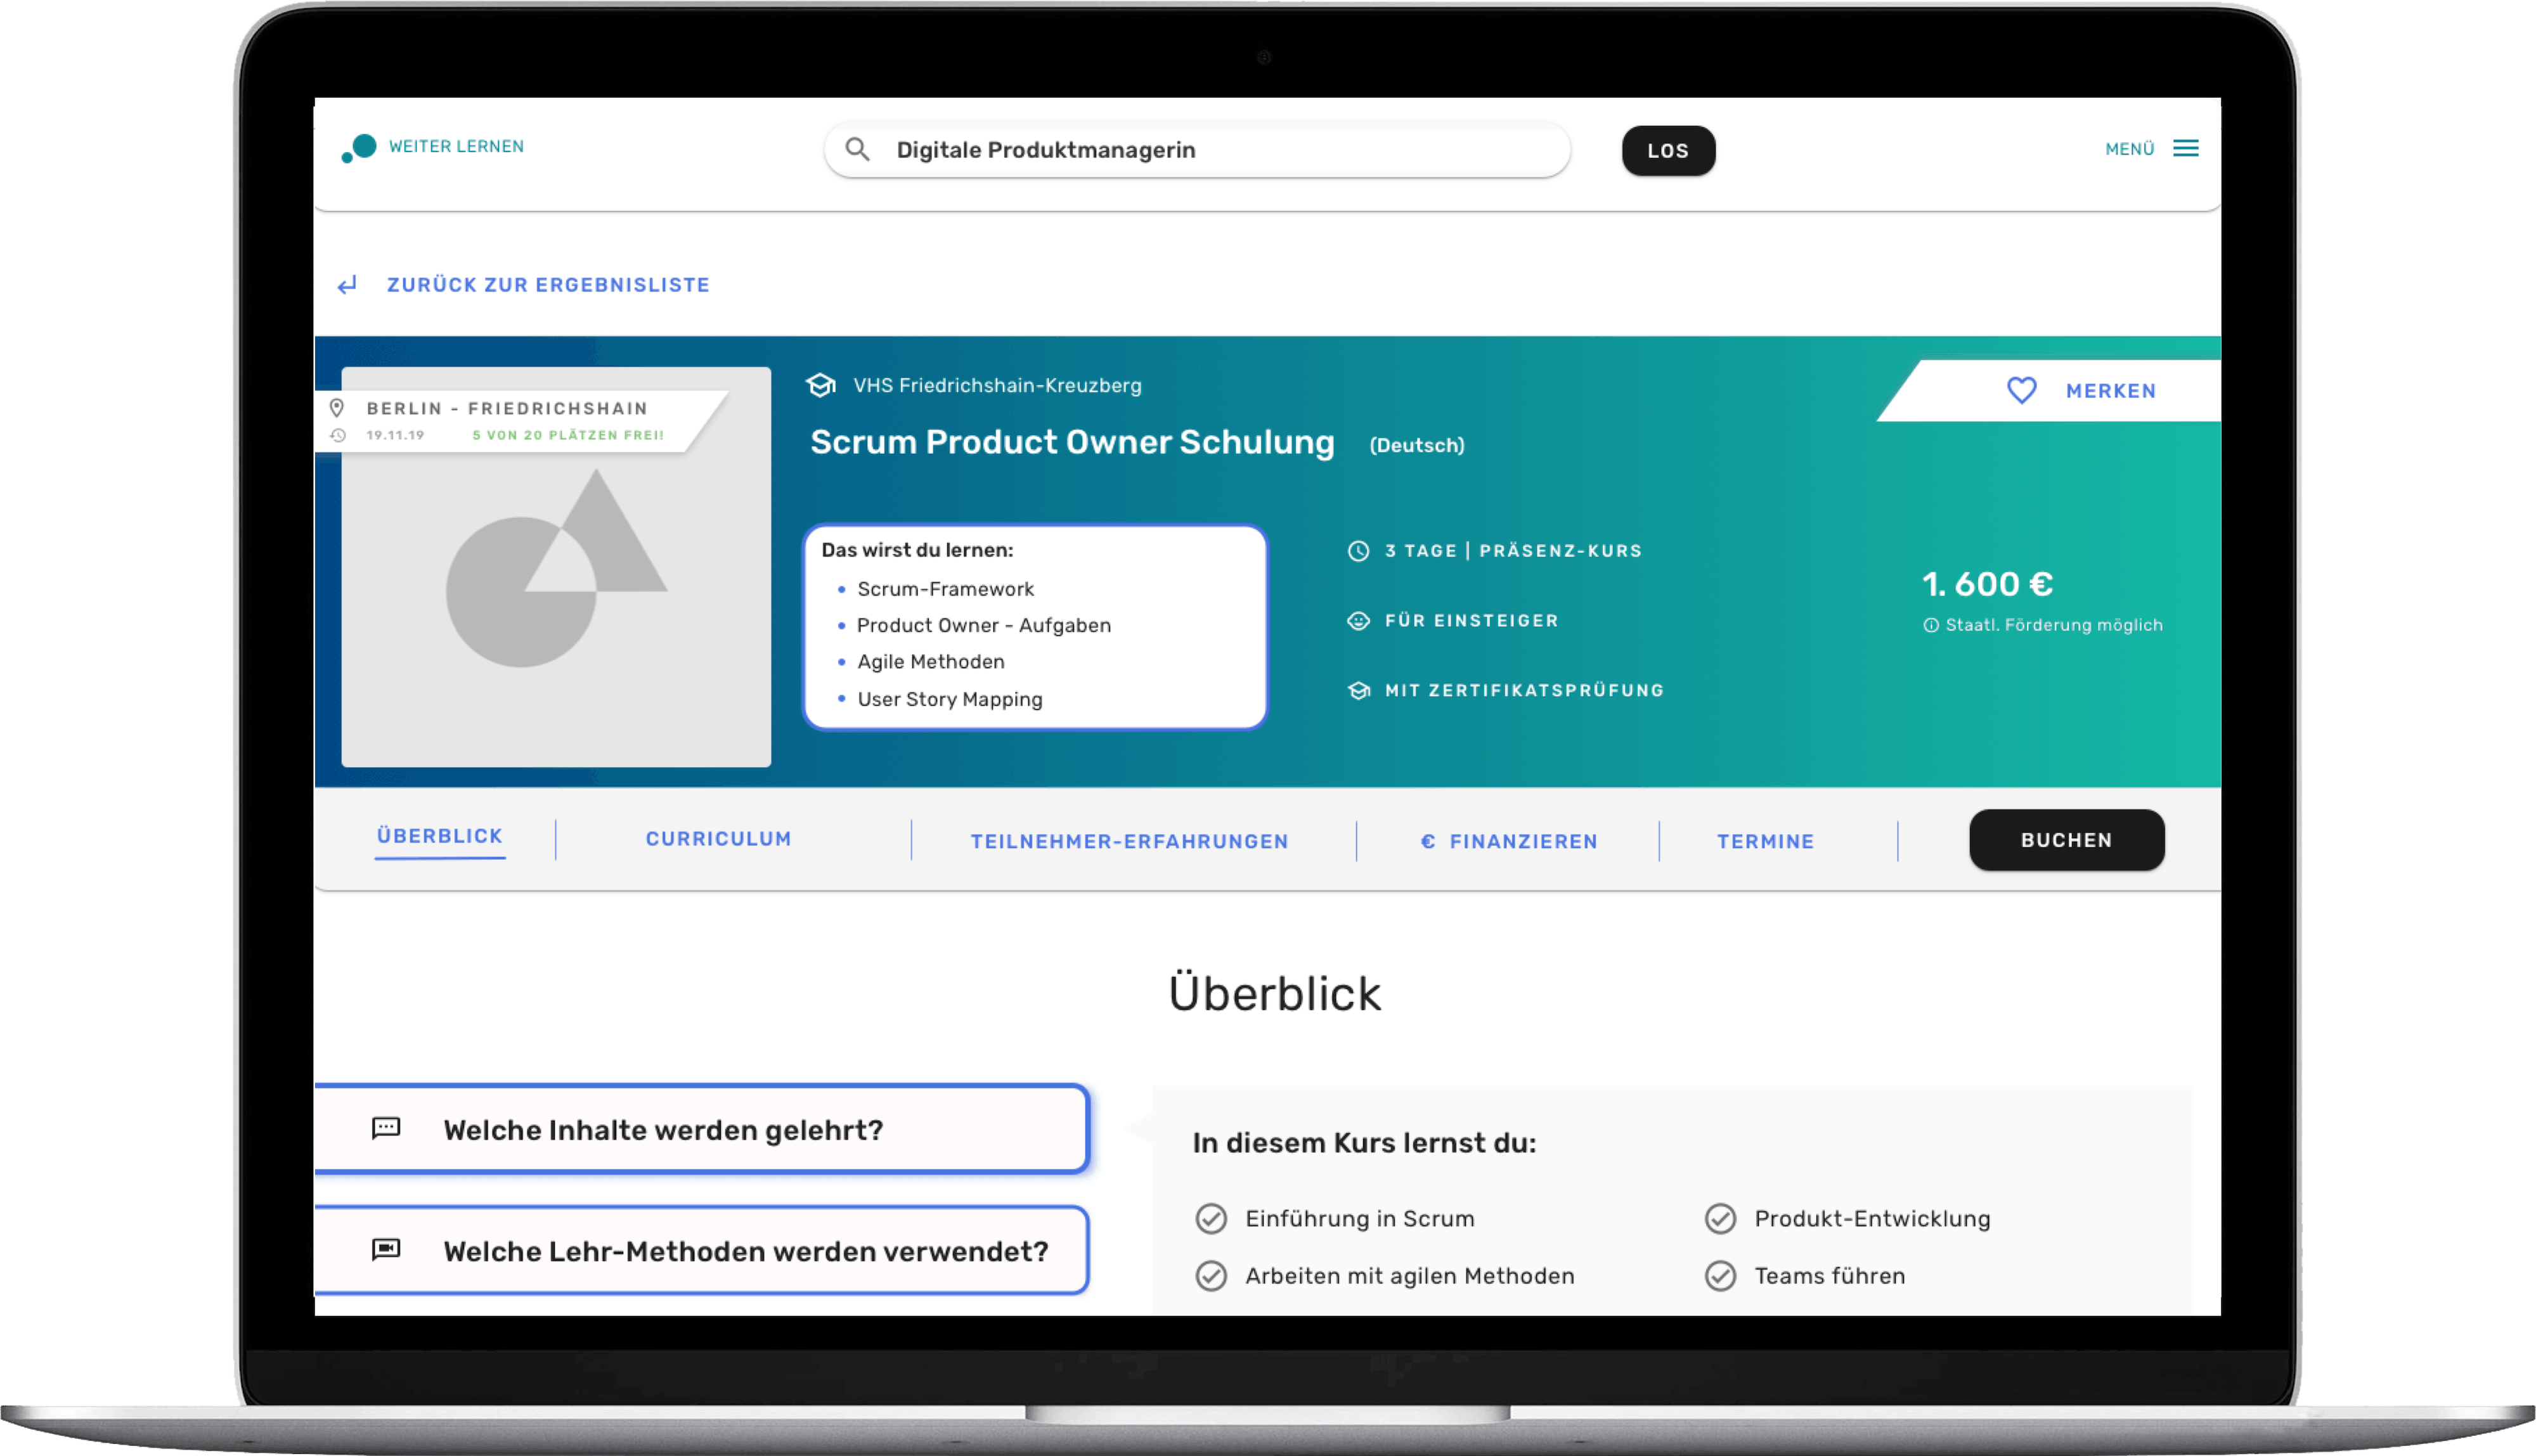 WEITER LERNEN
Digitale Produktmanagerin
LOS
MENÜ
ZURÜCK ZUR ERGEBNISLISTE
BERLIN - FRIEDRICHSHAIN
19.11.19 5 VON 20 PLÄTZEN FREI!
VHS Friedrichshain-Kreuzberg
MERKEN
Scrum Product Owner Schulung (Deutsch)
Das wirst du lernen:
• Scrum-Framework
• Product Owner - Aufgaben
• Agile Methoden
• User Story Mapping
3 TAGE | PRÄSENZ-KURS
FÜR EINSTEIGER
MIT ZERTIFIKATSPRÜFUNG
1. 600 €
Staatl. Förderung möglich
ÜBERBLICK
CURRICULUM
TEILNEHMER-ERFAHRUNGEN
€ FINANZIEREN
TERMINE
BUCHEN
Überblick
Welche Inhalte werden gelehrt?
Welche Lehr-Methoden werden verwendet?
In diesem Kurs lernst du:
Einführung in Scrum
Produkt-Entwicklung
Arbeiten mit agilen Methoden
Teams führen